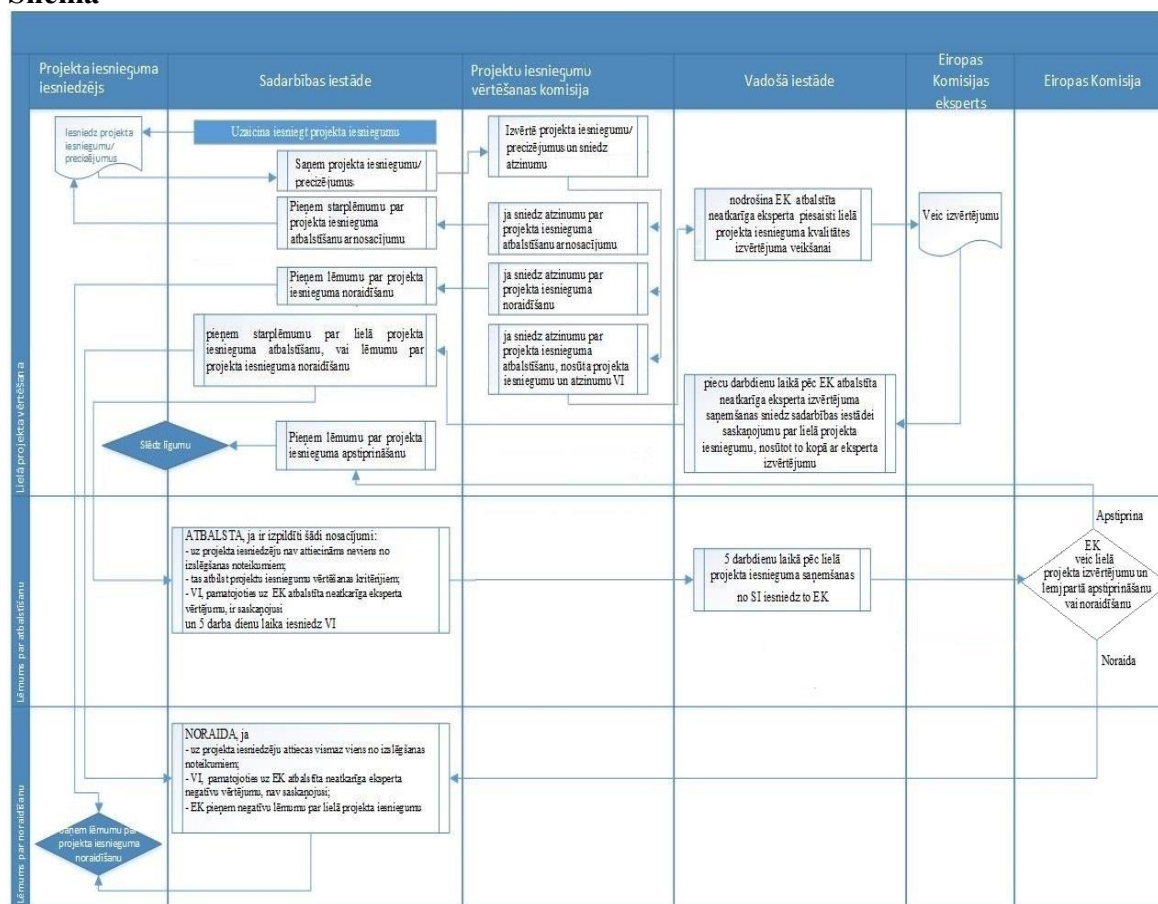 Shēma
Projekta iesnieguma
iesniedzējs
Sadarbības iestāde
Projektu iesniegumu
vērtēšanas komisija
Vadošā iestāde
Eiropas
Komisijas
eksperts
Eiropas Komisija
Lielā projekta vērtēšana
Iesniedz projekta
iesniegumu/
precizējumus
Uzaicina iesniegt projekta iesniegumu
Saņem projekta iesniegumu/
precizējumus
Izvērtē projekta iesniegumu/
precizējumus un sniedz
atzinumu
Pieņem starplēmumu par
projekta iesnieguma
atbalstīšanu ar nosacījumu
ja sniedz atzinumu par
projekta iesnieguma
atbalstīšanu ar nosacījumu
nodrošina EK atbalstīta
neatkarīga eksperta piesaisti lielā
projekta iesnieguma kvalitātes
izvērtējuma veikšanai
Veic izvērtējumu
Pieņem lēmumu par projekta
iesnieguma noraidīšanu
ja sniedz atzinumu par
projekta iesnieguma
noraidīšanu
pieņem starplēmumu par lielā projekta
iesnieguma atbalstīšanu, vai lēmumu par
projekta iesnieguma noraidīšanu
ja sniedz atzinumu par
projekta iesnieguma
atbalstīšanu, nosūta projekta
iesniegumu un atzinumu VI
piecu darbdienu laikā pēc EK atbalstīta
neatkarīga eksperta izvērtējuma
saņemšanas sniedz sadarbības iestādei
saskaņojumu par lielā projekta
iesniegumu, nosūtot to kopā ar eksperta
izvērtējumu
Slēdz līgumu
Pieņem lēmumu par projekta
iesnieguma apstiprināšanu
Lēmums par atbalstīšanu
ATBALSTA, ja ir izpildīti šādi nosacījumi:
- uz projekta iesniedzēju nav attiecināms neviens no
izslēgšanas noteikumiem;
- tas atbilst projektu iesniegumu vērtēšanas kritērijiem;
- VI, pamatojoties uz EK atbalstīta neatkarīga eksperta
vērtējumu, ir saskaņojusi
un 5 darba dienu laika iesniedz VI
5 darbdienu laikā pēc lielā
projekta iesnieguma saņemšanas
no SI iesniedz to EK
Apstiprina
EK
veic lielā
projekta izvērtējumu un
lemj par tā apstiprināšanu
vai noraidīšanu
Noraida
Lēmums par noraidīšanu
NORAIDA, ja
- uz projekta iesniedzēju attiecas vismaz viens no izslēgšanas
noteikumiem;
- VI, pamatojoties uz EK atbalstīta neatkarīga eksperta
negatīvu vērtējumu, nav saskaņojusi;
- EK pieņem negatīvu lēmumu par lielā projekta iesniegumu
Saņem lēmumu par
projekta iesnieguma
noraidīšanu